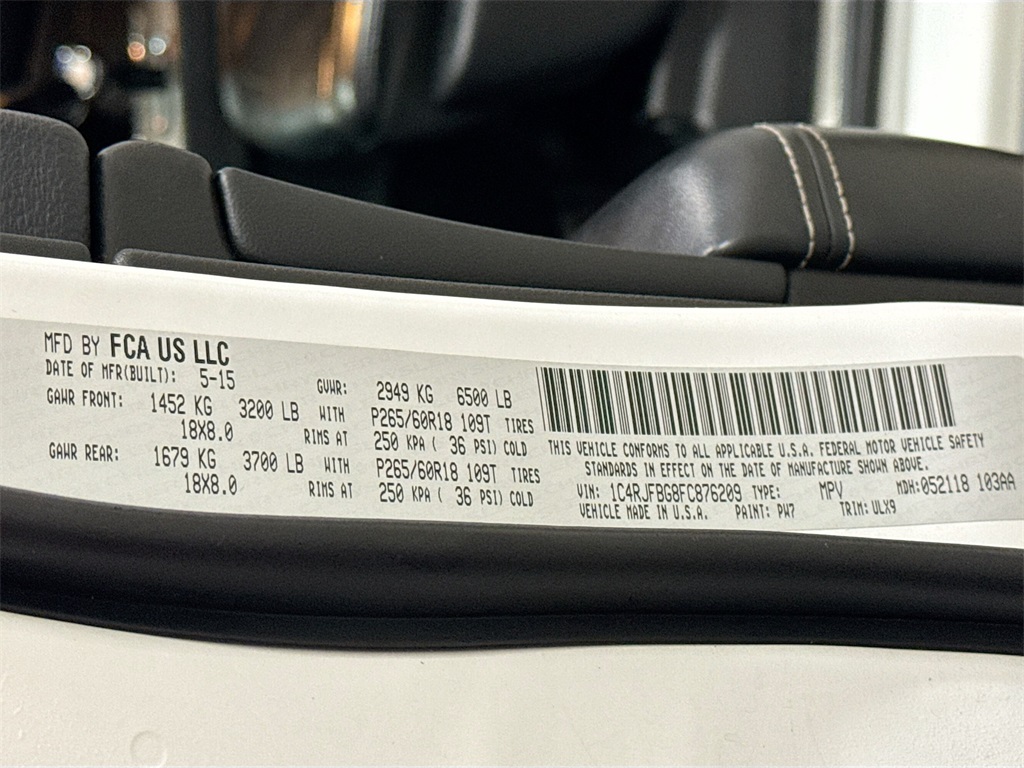 MFD BY FCA US LLC
DATE OF MFR(BUILT): 5-15
GVWR: 2949 KG 6500 LB
GAWR FRONT: 1452 KG 3200 LB WITH P265/60R18 109T TIRES
18X8.0 RIMS AT 250 KPA ( 36 PSI) COLD
GAWR REAR: 1679 KG 3700 LB WITH P265/60R18 109T TIRES
18X8.0 RIMS AT 250 KPA ( 36 PSI) COLD
THIS VEHICLE CONFORMS TO ALL APPLICABLE U.S.A. FEDERAL MOTOR VEHICLE SAFETY
STANDARDS IN EFFECT ON THE DATE OF MANUFACTURE SHOWN ABOVE.
VIN: 1C4RJFBG8FC876209 TYPE: MPV MDH:052118 103AA
VEHICLE MADE IN U.S.A. PAINT: PW7 TRIM: ULX9